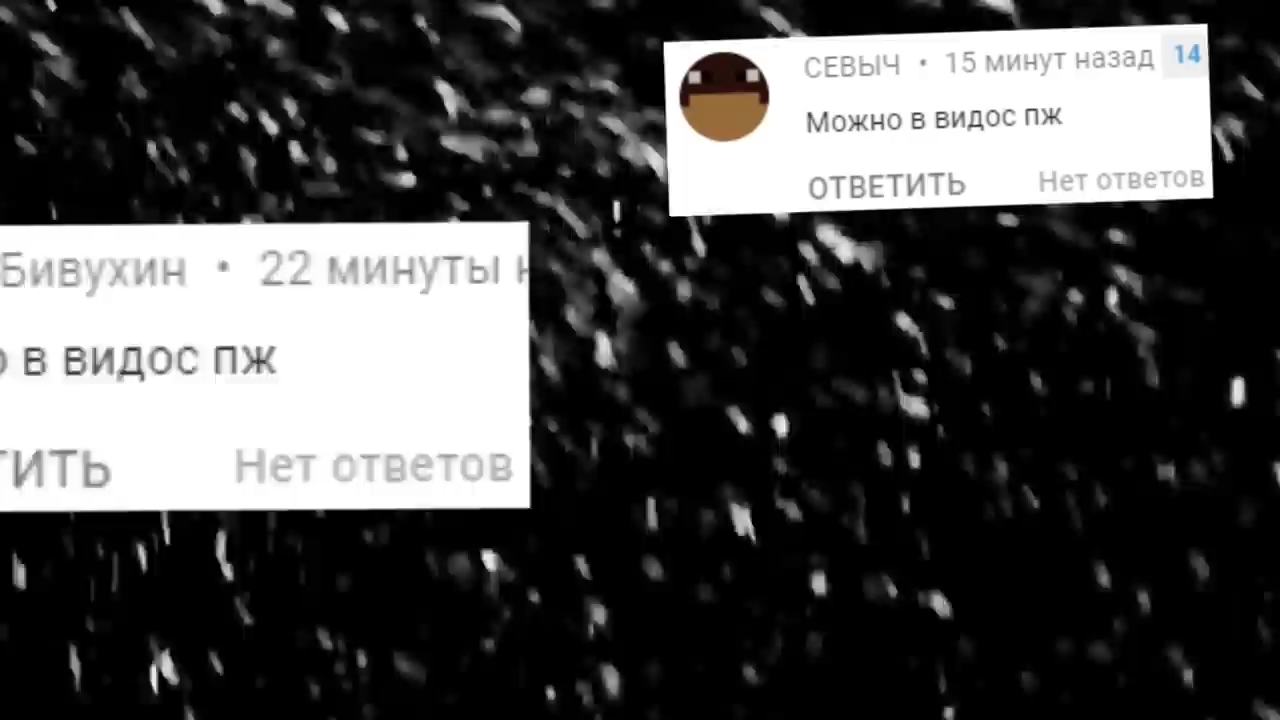 СЕВЫЧ • 15 минут назад 14
Можно в видос пж
ОТВЕТИТЬ Нет ответов
Бивухин • 22 минуты
в видос пж
Нет ответов